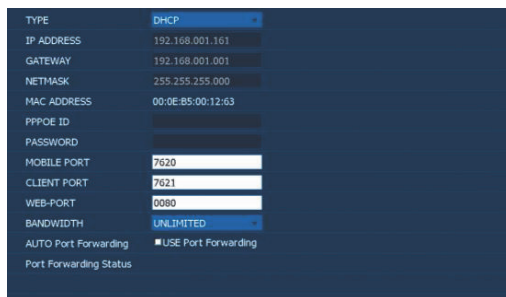 TYPE DHCP
IP ADDRESS 192.168.001.161
GATEWAY 192.168.001.001
NETMASK 255.255.255.000
MAC ADDRESS 00:0E:B5:00:12:63
PPPOE ID
PASSWORD
MOBILE PORT 7620
CLIENT PORT 7621
WEB-PORT 0080
BANDWIDTH UNLIMITED
AUTO Port Forwarding USE Port Forwarding
Port Forwarding Status